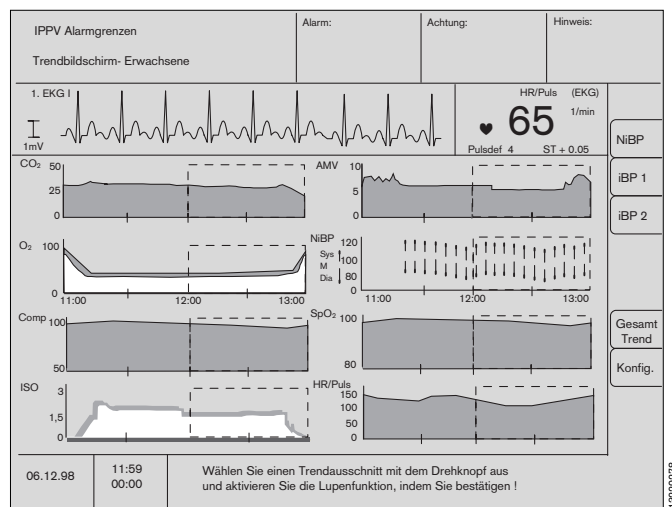 IPPV Alarmgrenzen
Trendbildschirm- Erwachsene
Alarm:
Achtung:
Hinweis:
1. EKG I
1mV
HR/Puls (EKG)
65 1/min
Pulsdef 4 ST + 0.05
NiBP
iBP 1
iBP 2
Gesamt
Trend
Konfig.
CO₂
50
25
0
AMV
10
5
0
O₂
100
0
11:00 12:00 13:00
NiBP
Sys
M
Dia
120
100
80
0
11:00 12:00 13:00
Comp
100
50
SpO₂
100
80
ISO
3
1,5
0
HR/Puls
150
100
50
0
06.12.98
11:59
00:00
Wählen Sie einen Trendausschnitt mit dem Drehknopf aus
und aktivieren Sie die Lupenfunktion, indem Sie bestätigen !